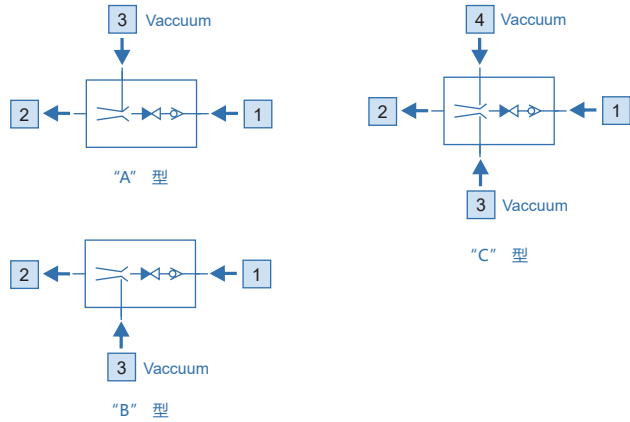 3 Vaccuum
2
1
“A” 型
4 Vaccuum
2
1
3 Vaccuum
“C” 型
2
1
3 Vaccuum
“B” 型